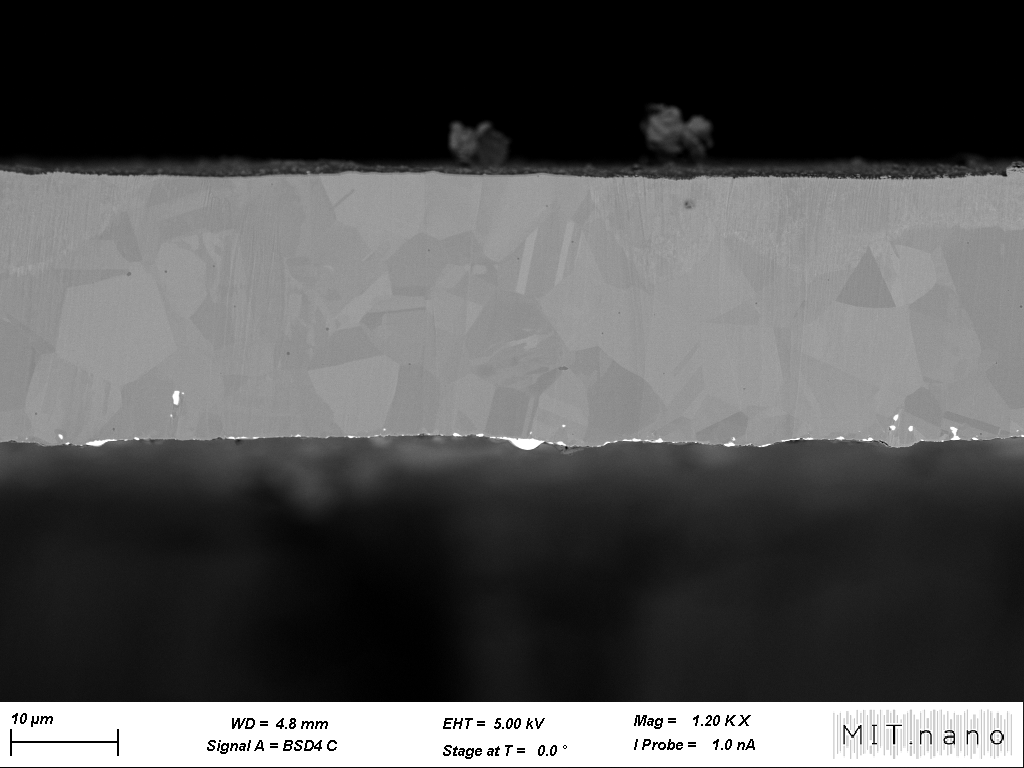 10 µm
WD = 4.8 mm
Signal A = BSD4 C
EHT = 5.00 kV
Stage at T = 0.0 °
Mag = 1.20 K X
I Probe = 1.0 nA
MIT.nano